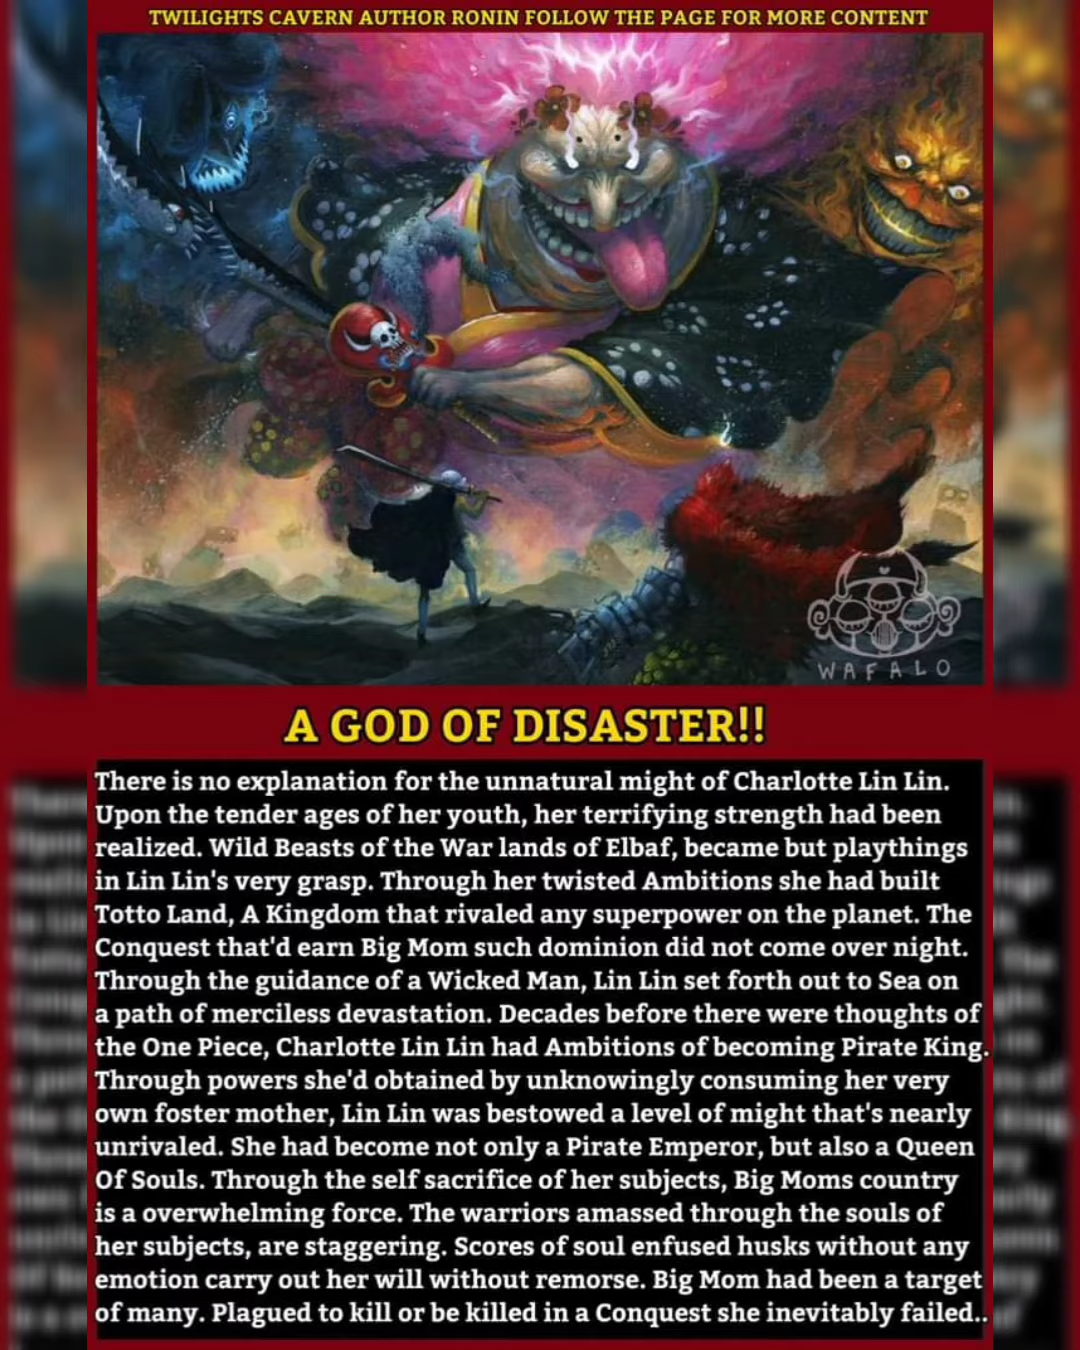 TWILIGHTS CAVERN AUTHOR RONIN FOLLOW THE PAGE FOR MORE CONTENT
WAFALO
A GOD OF DISASTER!!
There is no explanation for the unnatural might of Charlotte Lin Lin.
Upon the tender ages of her youth, her terrifying strength had been
realized. Wild Beasts of the War lands of Elbaf, became but playthings
in Lin Lin's very grasp. Through her twisted Ambitions she had built
Totto Land, A Kingdom that rivaled any superpower on the planet. The
Conquest that'd earn Big Mom such dominion did not come over night.
Through the guidance of a Wicked Man, Lin Lin set forth out to Sea on
a path of merciless devastation. Decades before there were thoughts of
the One Piece, Charlotte Lin Lin had Ambitions of becoming Pirate King.
Through powers she'd obtained by unknowingly consuming her very
own foster mother, Lin Lin was bestowed a level of might that's nearly
unrivaled. She had become not only a Pirate Emperor, but also a Queen
Of Souls. Through the self sacrifice of her subjects, Big Moms country
is a overwhelming force. The warriors amassed through the souls of
her subjects, are staggering. Scores of soul enfused husks without any
emotion carry out her will without remorse. Big Mom had been a target
of many. Plagued to kill or be killed in a Conquest she inevitably failed..